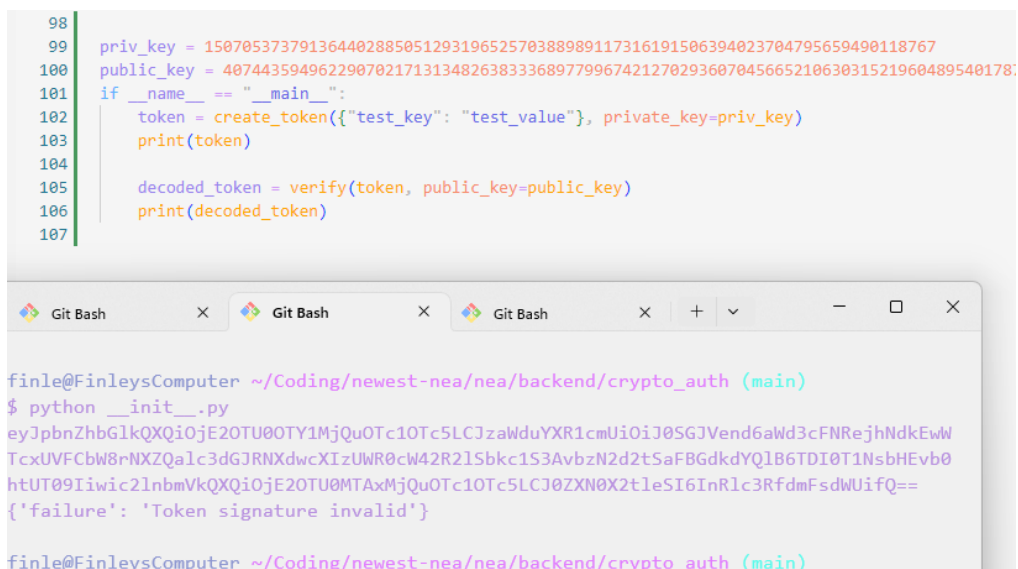 98
99 priv_key = 15070537379136440288505129319652570388989117316191506394023704795659490118767
100 public_key = 407443594962290702171313482638333689779967421270293607045665210630315219604895401787
101 if __name__ == "__main__":
102 token = create_token({"test_key": "test_value"}, private_key=priv_key)
103 print(token)
104
105 decoded_token = verify(token, public_key=public_key)
106 print(decoded_token)
107
Git Bash Git Bash Git Bash
finle@FinleysComputer ~/Coding/newest-nea/nea/backend/crypto_auth (main)
$ python __init__.py
eyJpbnZhbGlkQXQiOjE2OTU0OTY1MjQuOTc1OTc5LCJzaWduYXR1cmUiOiJ0SGJVend6aWd3cFNRejhNdkEwW
TcxUVFCbW8rNXZQalc3dGJRNXdwcXIzUWR0cW42R2lSbkc1S3AvbzN2d2tSaFBGdkdYQlB6TDI0T1NsbHEvb0
htUT09Iiwic2lnbmVkQXQiOjE2OTU0MTAxMjQuOTc1OTc5LCJ0ZXN0X2tleSI6InRlc3RfdmFsdWUifQ==
{'failure': 'Token signature invalid'}
finle@FinleysComputer ~/Coding/newest-nea/nea/backend/crypto_auth (main)